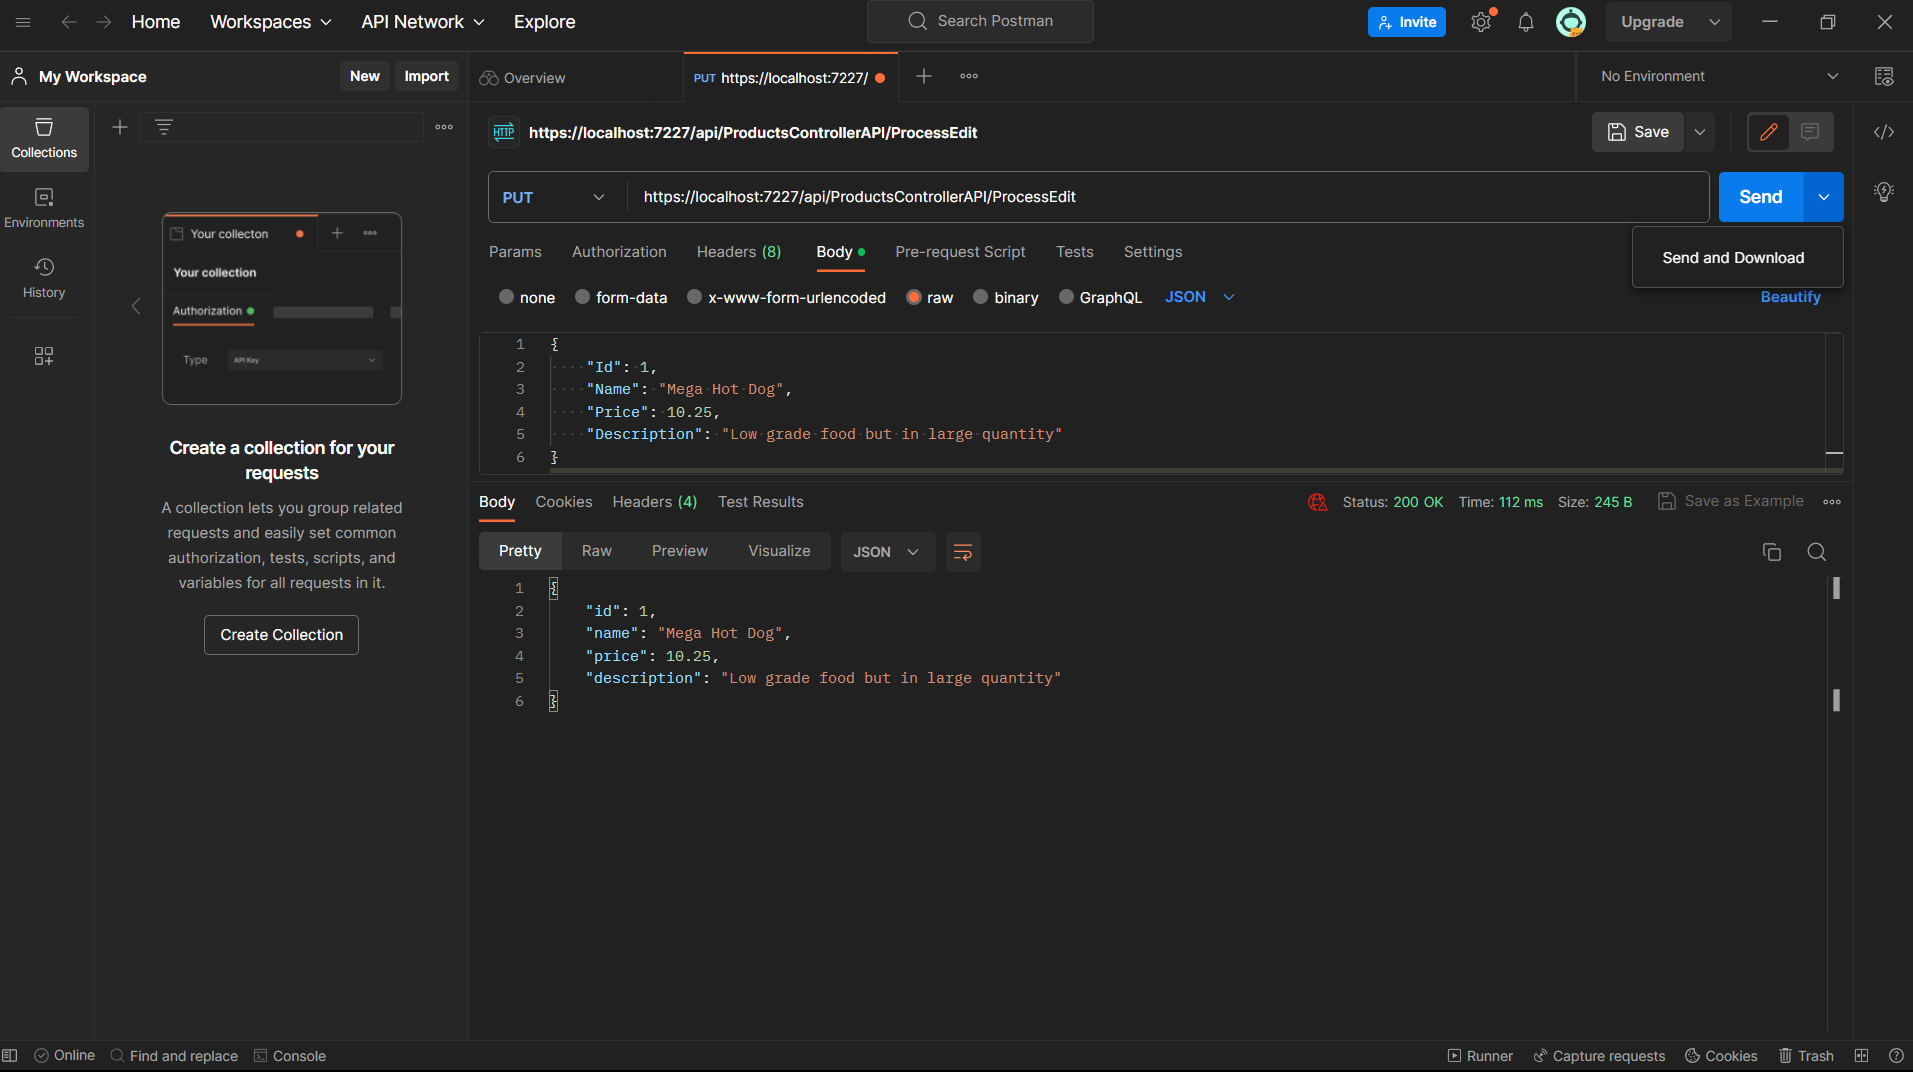 Home Workspaces API Network Explore Search Postman Invite Upgrade
My Workspace New Import Overview PUT https://localhost:7227/ No Environment
Collections
Environments
History
Your collecton
Your collection
Authorization
Type API Key
Create a collection for your
requests
A collection lets you group related
requests and easily set common
authorization, tests, scripts, and
variables for all requests in it.
Create Collection
HTTP https://localhost:7227/api/ProductsControllerAPI/ProcessEdit Save
PUT https://localhost:7227/api/ProductsControllerAPI/ProcessEdit Send
Send and Download
Params Authorization Headers (8) Body Pre-request Script Tests Settings
none form-data x-www-form-urlencoded raw binary GraphQL JSON Beautify
1 {
2 "Id": 1,
3 "Name": "Mega Hot Dog",
4 "Price": 10.25,
5 "Description": "Low grade food but in large quantity"
6 }
Body Cookies Headers (4) Test Results Status: 200 OK Time: 112 ms Size: 245 B Save as Example
Pretty Raw Preview Visualize JSON
1 {
2 "id": 1,
3 "name": "Mega Hot Dog",
4 "price": 10.25,
5 "description": "Low grade food but in large quantity"
6 }
Online Find and replace Console Runner Capture requests Cookies Trash